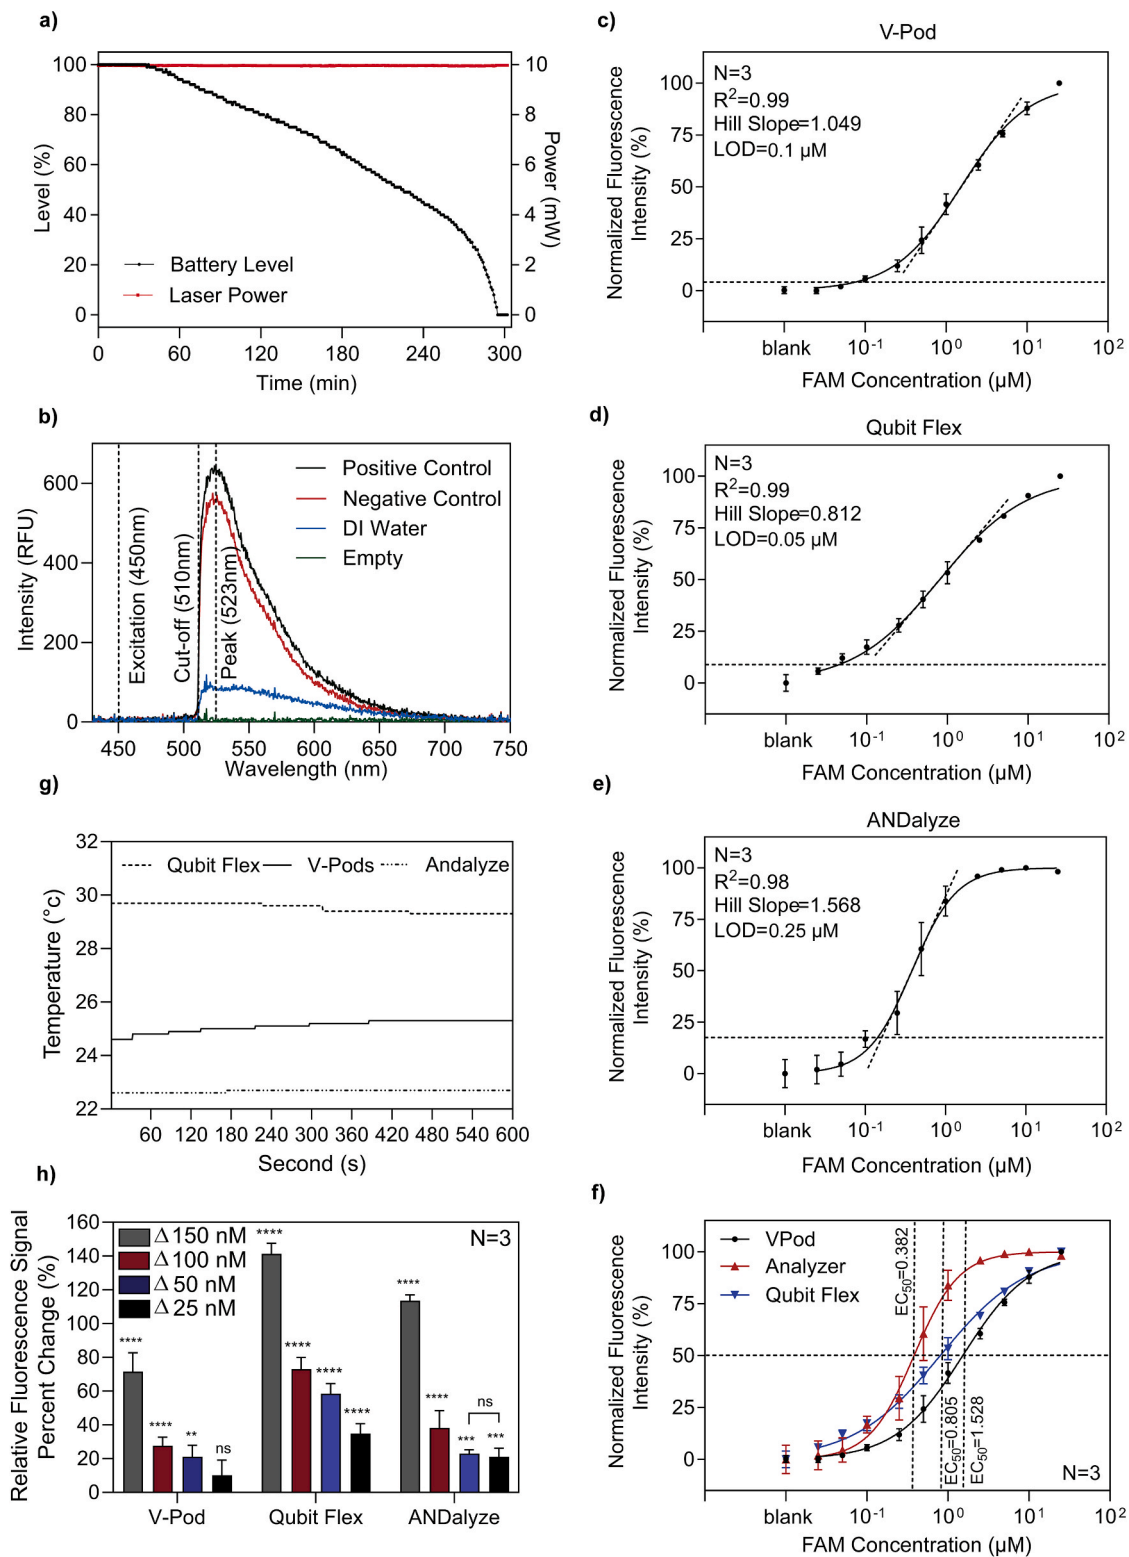 a)
100
80
60
40
20
0
Level (%)
10
8
6
4
2
0
Power (mW)
Battery Level
Laser Power
0
60
120
180
240
300
Time (min)
b)
600
400
200
0
Intensity (RFU)
Excitation (450nm)
Cut-off (510nm)
Peak (523nm)
Positive Control
Negative Control
DI Water
Empty
450
500
550
600
650
700
750
Wavelength (nm)
g)
32
30
28
26
24
22
Temperature (°c)
Qubit Flex
V-Pods
Andalyze
60
120
180
240
300
360
420
480
540
600
Second (s)
h)
160
140
120
100
80
60
40
20
0
Relative Fluorescence Signal
Percent Change (%)
Δ 150 nM
Δ 100 nM
Δ 50 nM
Δ 25 nM
N=3
****
****
**
ns
****
****
****
****
****
****
***
ns
***
V-Pod
Qubit Flex
ANDalyze
c)
V-Pod
N=3
R²=0.99
Hill Slope=1.049
LOD=0.1 µM
100
75
50
25
0
Normalized Fluorescence
Intensity (%)
blank
10⁻¹
10⁰
10¹
10²
FAM Concentration (µM)
d)
Qubit Flex
N=3
R²=0.99
Hill Slope=0.812
LOD=0.05 µM
100
75
50
25
0
Normalized Fluorescence
Intensity (%)
blank
10⁻¹
10⁰
10¹
10²
FAM Concentration (µM)
e)
ANDalyze
N=3
R²=0.98
Hill Slope=1.568
LOD=0.25 µM
100
75
50
25
0
Normalized Fluorescence
Intensity (%)
blank
10⁻¹
10⁰
10¹
10²
FAM Concentration (µM)
f)
VPod
Analyzer
Qubit Flex
EC₅₀=0.382
EC₅₀=0.805
EC₅₀=1.528
N=3
100
75
50
25
0
Normalized Fluorescence
Intensity (%)
blank
10⁻¹
10⁰
10¹
10²
FAM Concentration (µM)